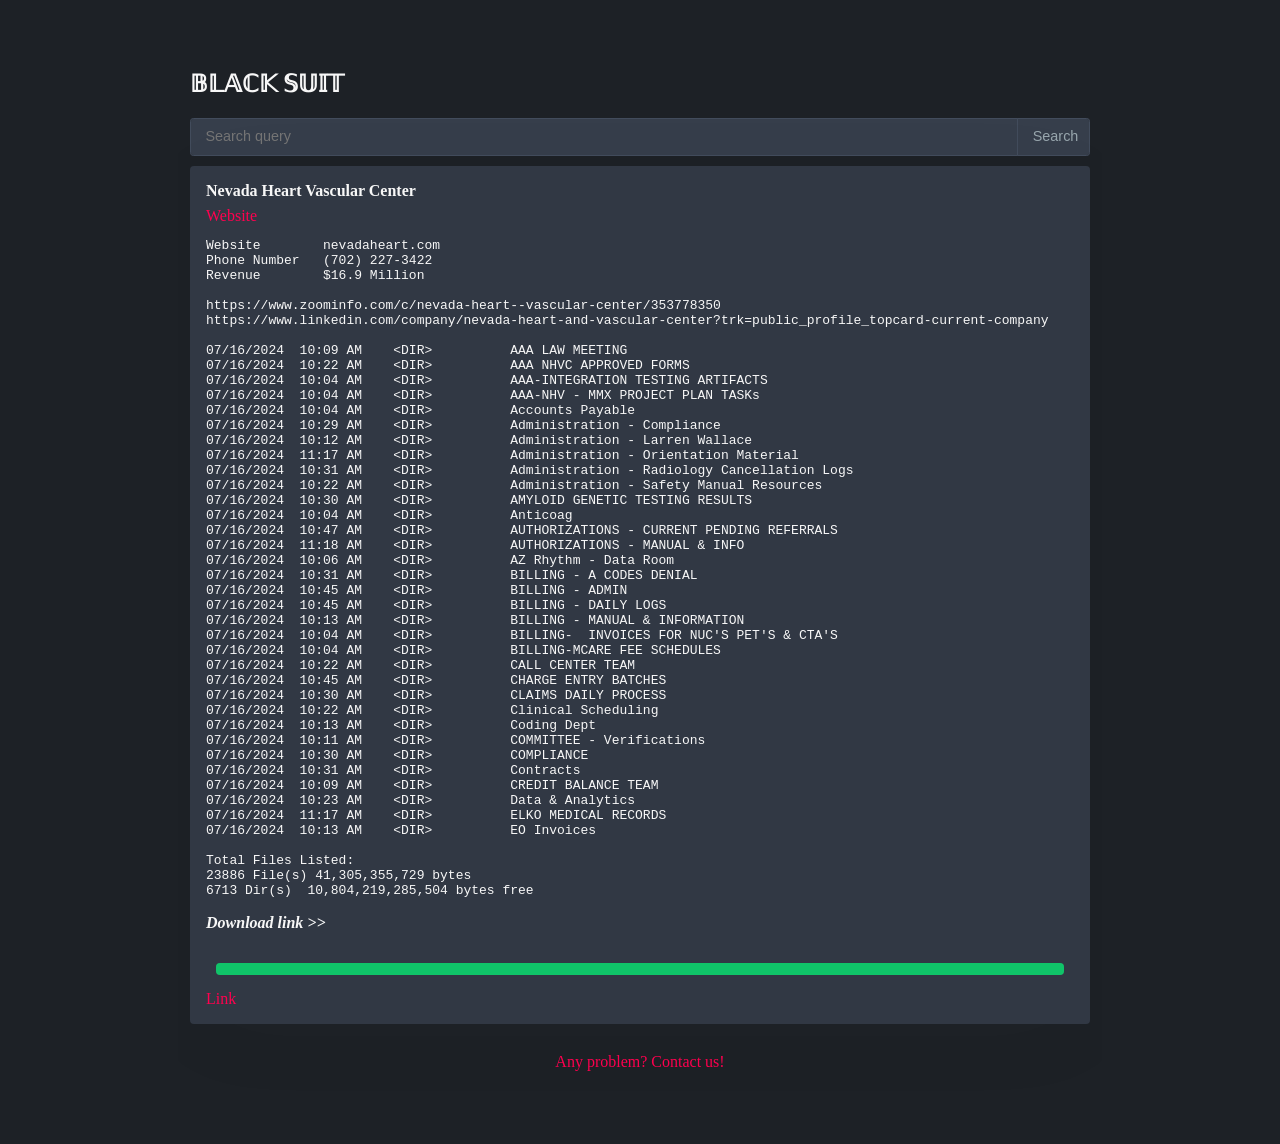 𝔹𝕃𝔸ℂ𝕂 𝕊𝕌𝕀𝕋
Search query
Search
Nevada Heart Vascular Center
Website
Website        nevadaheart.com
Phone Number   (702) 227-3422
Revenue        $16.9 Million
https://www.zoominfo.com/c/nevada-heart--vascular-center/353778350
https://www.linkedin.com/company/nevada-heart-and-vascular-center?trk=public_profile_topcard-current-company
07/16/2024  10:09 AM    <DIR>          AAA LAW MEETING
07/16/2024  10:22 AM    <DIR>          AAA NHVC APPROVED FORMS
07/16/2024  10:04 AM    <DIR>          AAA-INTEGRATION TESTING ARTIFACTS
07/16/2024  10:04 AM    <DIR>          AAA-NHV - MMX PROJECT PLAN TASKs
07/16/2024  10:04 AM    <DIR>          Accounts Payable
07/16/2024  10:29 AM    <DIR>          Administration - Compliance
07/16/2024  10:12 AM    <DIR>          Administration - Larren Wallace
07/16/2024  11:17 AM    <DIR>          Administration - Orientation Material
07/16/2024  10:31 AM    <DIR>          Administration - Radiology Cancellation Logs
07/16/2024  10:22 AM    <DIR>          Administration - Safety Manual Resources
07/16/2024  10:30 AM    <DIR>          AMYLOID GENETIC TESTING RESULTS
07/16/2024  10:04 AM    <DIR>          Anticoag
07/16/2024  10:47 AM    <DIR>          AUTHORIZATIONS - CURRENT PENDING REFERRALS
07/16/2024  11:18 AM    <DIR>          AUTHORIZATIONS - MANUAL & INFO
07/16/2024  10:06 AM    <DIR>          AZ Rhythm - Data Room
07/16/2024  10:31 AM    <DIR>          BILLING - A CODES DENIAL
07/16/2024  10:45 AM    <DIR>          BILLING - ADMIN
07/16/2024  10:45 AM    <DIR>          BILLING - DAILY LOGS
07/16/2024  10:13 AM    <DIR>          BILLING - MANUAL & INFORMATION
07/16/2024  10:04 AM    <DIR>          BILLING-  INVOICES FOR NUC'S PET'S & CTA'S
07/16/2024  10:04 AM    <DIR>          BILLING-MCARE FEE SCHEDULES
07/16/2024  10:22 AM    <DIR>          CALL CENTER TEAM
07/16/2024  10:45 AM    <DIR>          CHARGE ENTRY BATCHES
07/16/2024  10:30 AM    <DIR>          CLAIMS DAILY PROCESS
07/16/2024  10:22 AM    <DIR>          Clinical Scheduling
07/16/2024  10:13 AM    <DIR>          Coding Dept
07/16/2024  10:11 AM    <DIR>          COMMITTEE - Verifications
07/16/2024  10:30 AM    <DIR>          COMPLIANCE
07/16/2024  10:31 AM    <DIR>          Contracts
07/16/2024  10:09 AM    <DIR>          CREDIT BALANCE TEAM
07/16/2024  10:23 AM    <DIR>          Data & Analytics
07/16/2024  11:17 AM    <DIR>          ELKO MEDICAL RECORDS
07/16/2024  10:13 AM    <DIR>          EO Invoices
Total Files Listed:
23886 File(s) 41,305,355,729 bytes
6713 Dir(s)  10,804,219,285,504 bytes free
Download link >>
Link
Any problem? Contact us!